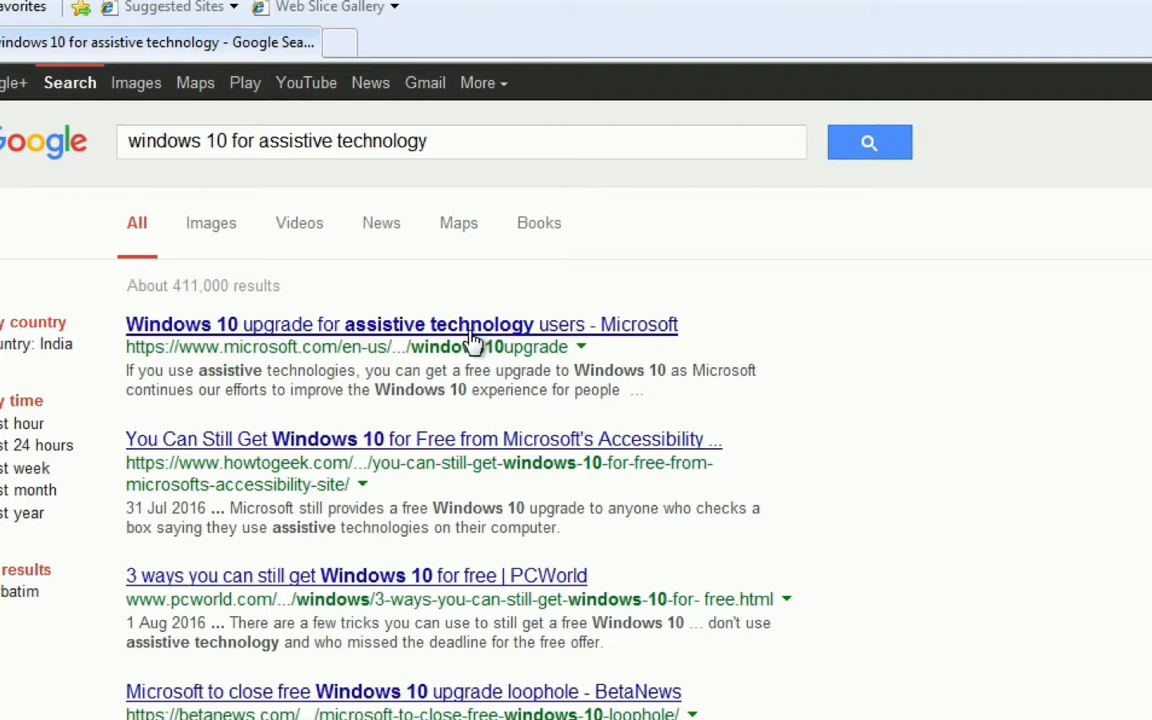 avorites Suggested Sites Web Slice Gallery
indows 10 for assistive technology - Google Sea...
gle+ Search Images Maps Play YouTube News Gmail More
Google windows 10 for assistive technology
All Images Videos News Maps Books
About 411,000 results
Windows 10 upgrade for assistive technology users - Microsoft
y country
https://www.microsoft.com/en-us/.../windows10upgrade
untry: India
If you use assistive technologies, you can get a free upgrade to Windows 10 as Microsoft
continues our efforts to improve the Windows 10 experience for people ...
y time
st hour
st 24 hours
st week
st month
st year
You Can Still Get Windows 10 for Free from Microsoft's Accessibility ...
https://www.howtogeek.com/.../you-can-still-get-windows-10-for-free-from-
microsofts-accessibility-site/
31 Jul 2016 ... Microsoft still provides a free Windows 10 upgrade to anyone who checks a
box saying they use assistive technologies on their computer.
results
rbatim
3 ways you can still get Windows 10 for free | PCWorld
www.pcworld.com/.../windows/3-ways-you-can-still-get-windows-10-for- free.html
1 Aug 2016 ... There are a few tricks you can use to still get a free Windows 10 ... don't use
assistive technology and who missed the deadline for the free offer.
Microsoft to close free Windows 10 upgrade loophole - BetaNews
https://betanews.com/.../microsoft-to-close-free-windows-10-loophole/